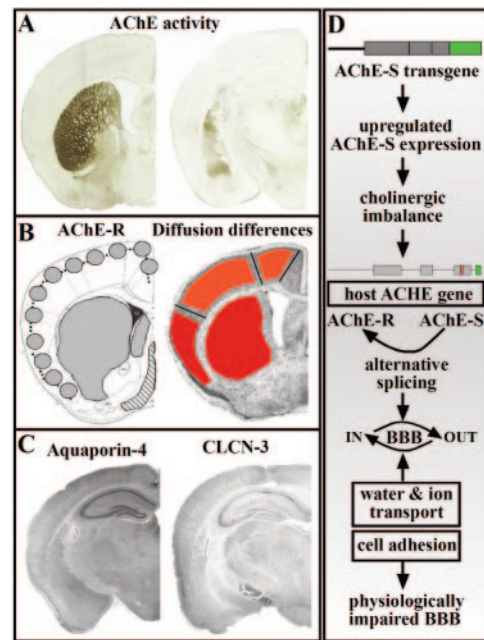 A
AChE activity
B
AChE-R
Diffusion differences
C
Aquaporin-4
CLCN-3
D
AChE-S transgene
upregulated
AChE-S expression
cholinergic
imbalance
host ACHE gene
AChE-R AChE-S
alternative
splicing
IN BBB OUT
water & ion
transport
cell adhesion
physiologically
impaired BBB